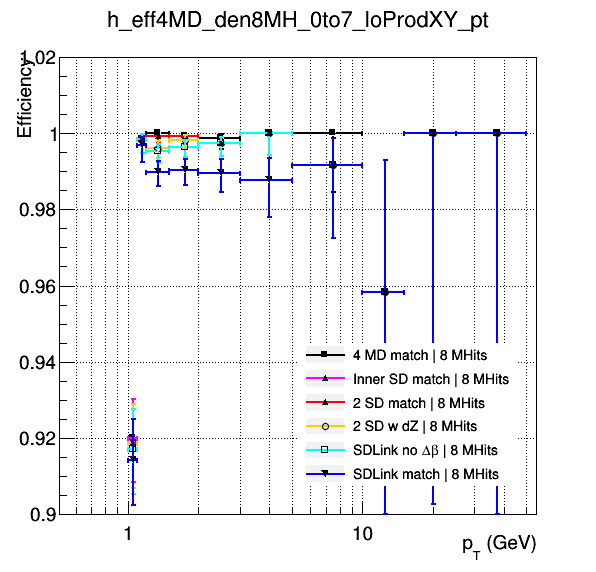 h_eff4MD_den8MH_0to7_loProdXY_pt
Efficiency
1.02
1
0.98
0.96
0.94
0.92
0.9
4 MD match | 8 MHits
Inner SD match | 8 MHits
2 SD match | 8 MHits
2 SD w dZ | 8 MHits
SDLink no Δβ | 8 MHits
SDLink match | 8 MHits
1
10
p_T (GeV)